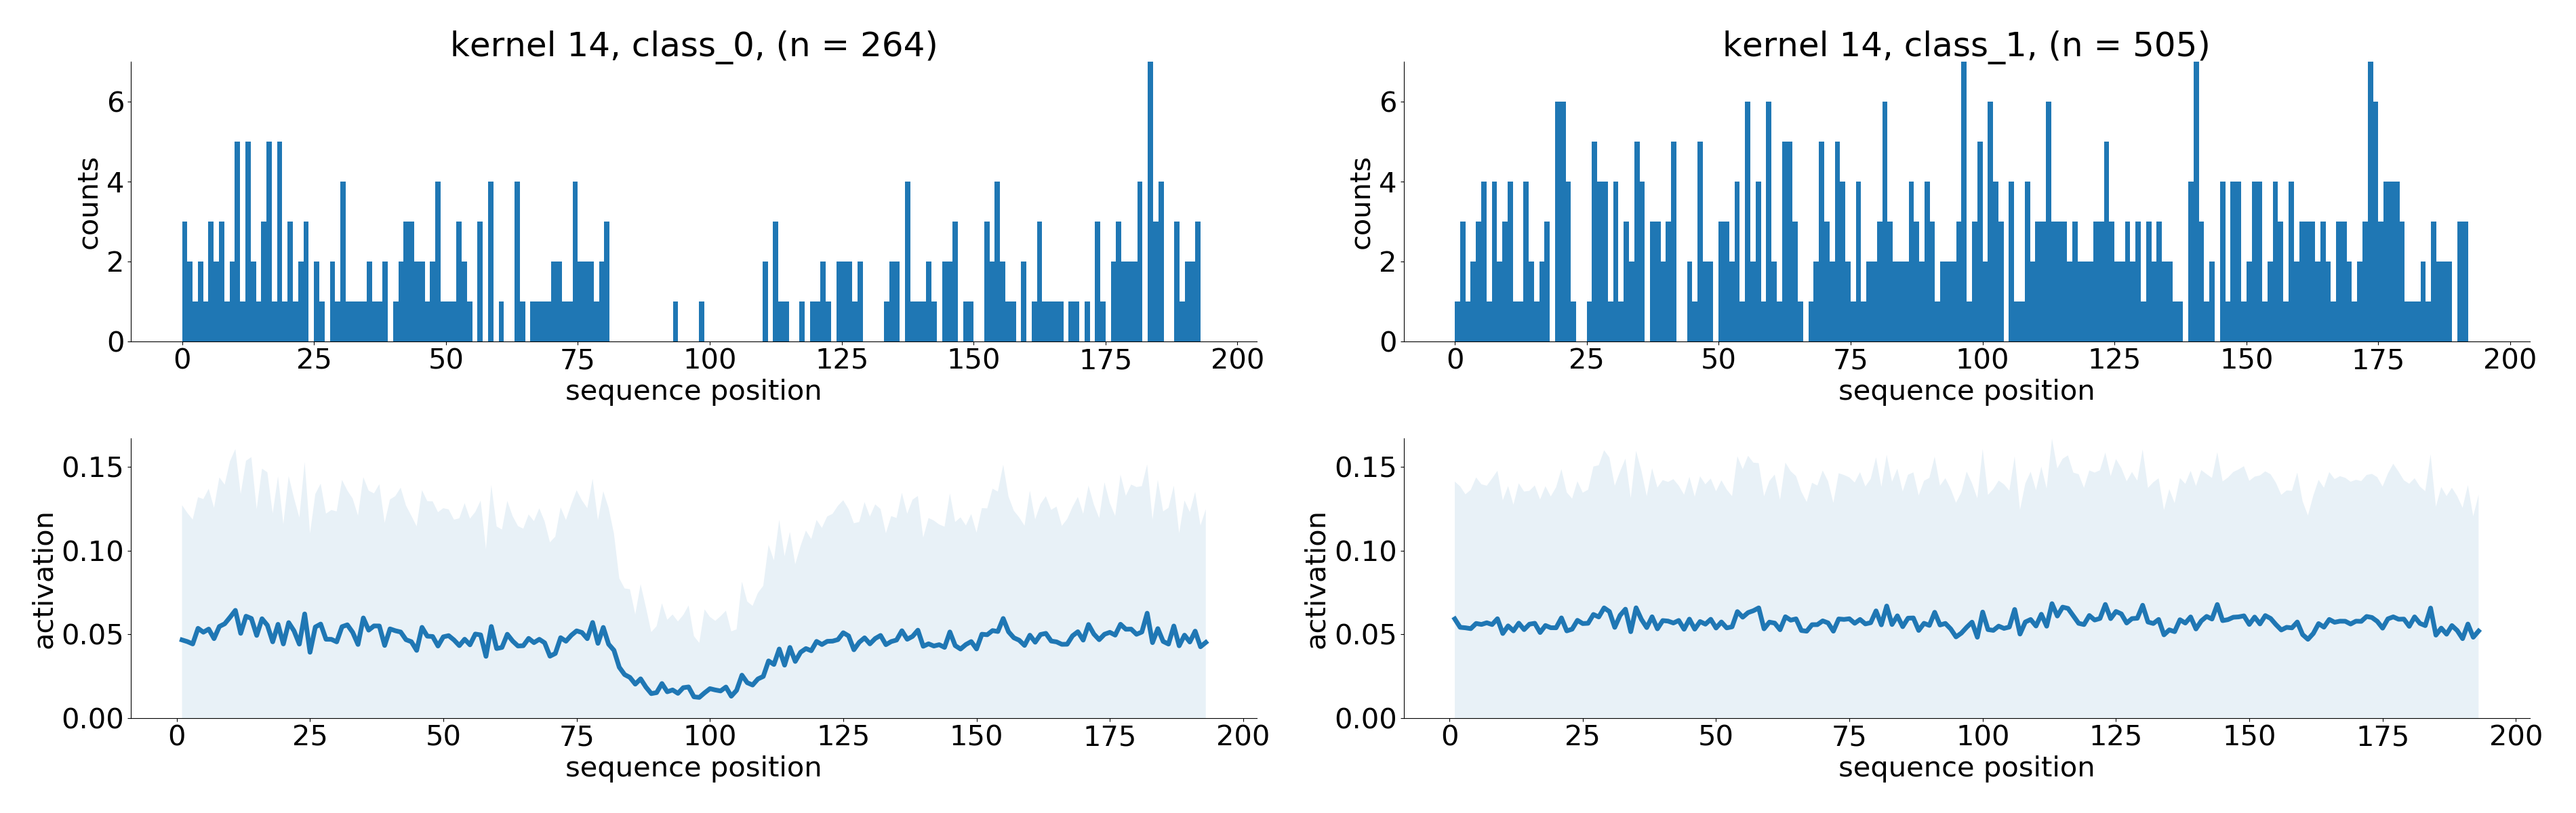 kernel 14, class_0, (n = 264)
counts
6
4
2
0
0 25 50 75 100 125 150 175 200
sequence position
kernel 14, class_1, (n = 505)
counts
6
4
2
0
0 25 50 75 100 125 150 175 200
sequence position
activation
0.15
0.10
0.05
0.00
0 25 50 75 100 125 150 175 200
sequence position
activation
0.15
0.10
0.05
0.00
0 25 50 75 100 125 150 175 200
sequence position